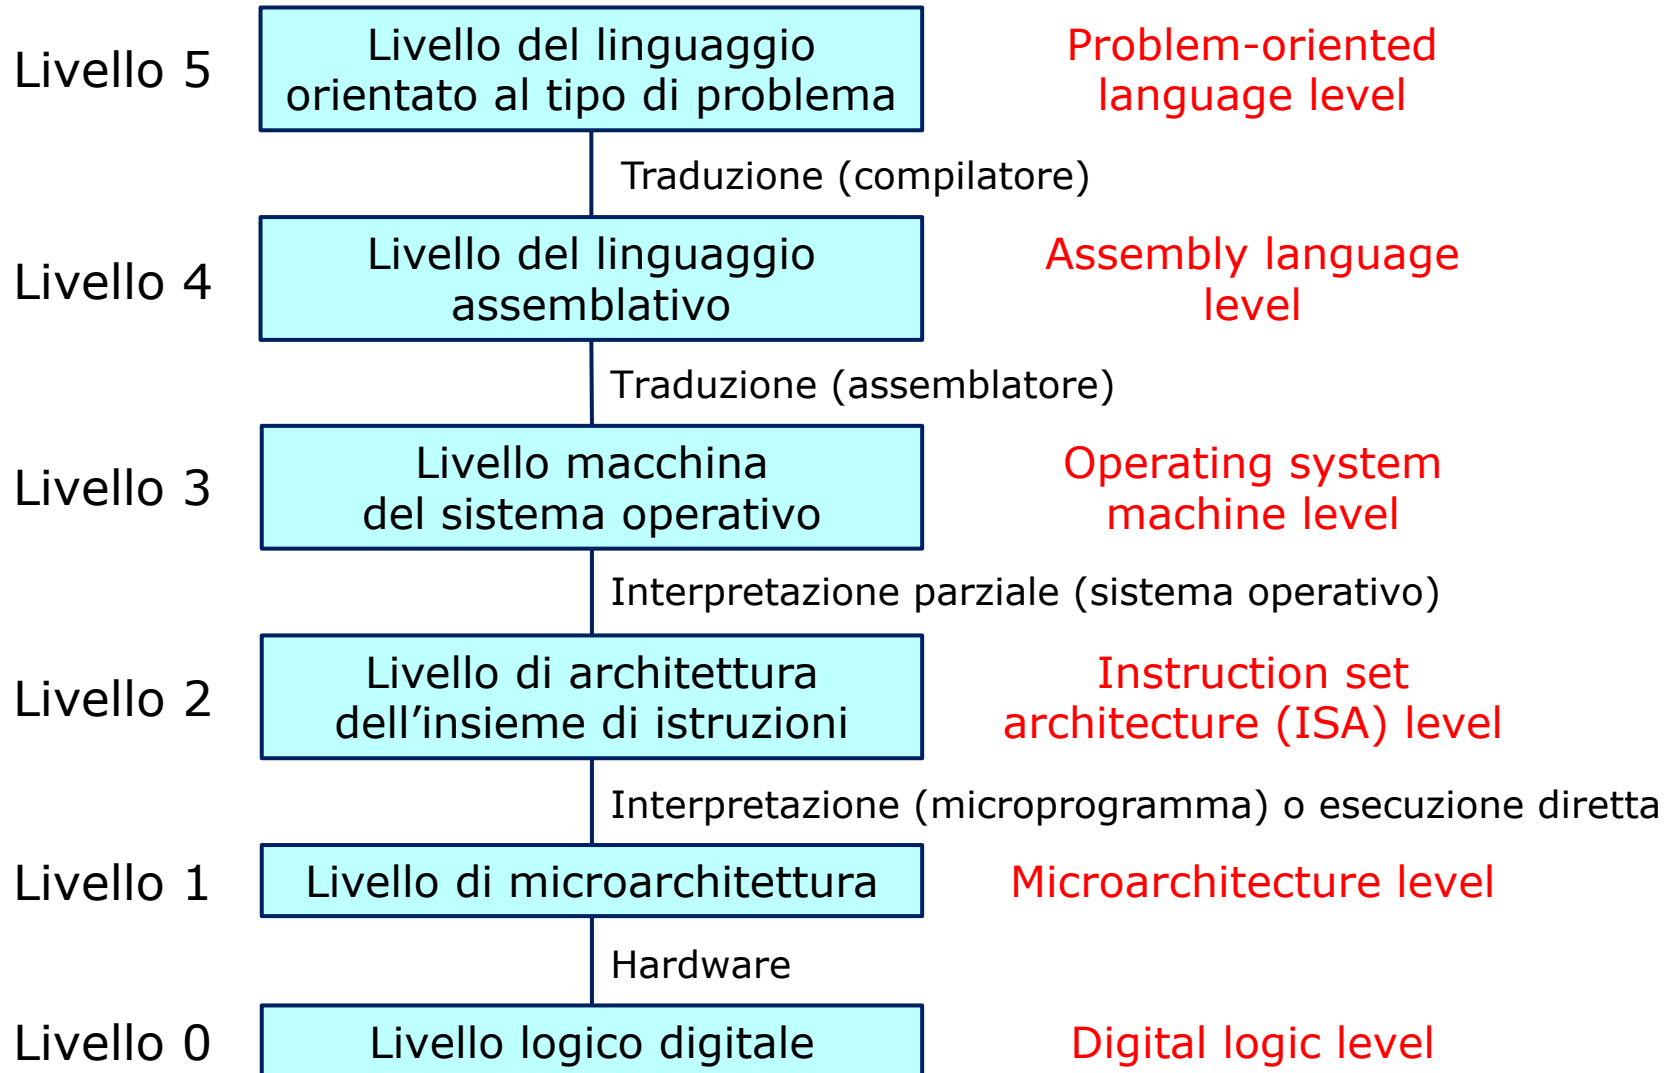 Livello 5
Livello del linguaggio
orientato al tipo di problema
Problem-oriented
language level
Traduzione (compilatore)
Livello 4
Livello del linguaggio
assemblativo
Assembly language
level
Traduzione (assemblatore)
Livello 3
Livello macchina
del sistema operativo
Operating system
machine level
Interpretazione parziale (sistema operativo)
Livello 2
Livello di architettura
dell’insieme di istruzioni
Instruction set
architecture (ISA) level
Interpretazione (microprogramma) o esecuzione diretta
Livello 1
Livello di microarchitettura
Microarchitecture level
Hardware
Livello 0
Livello logico digitale
Digital logic level